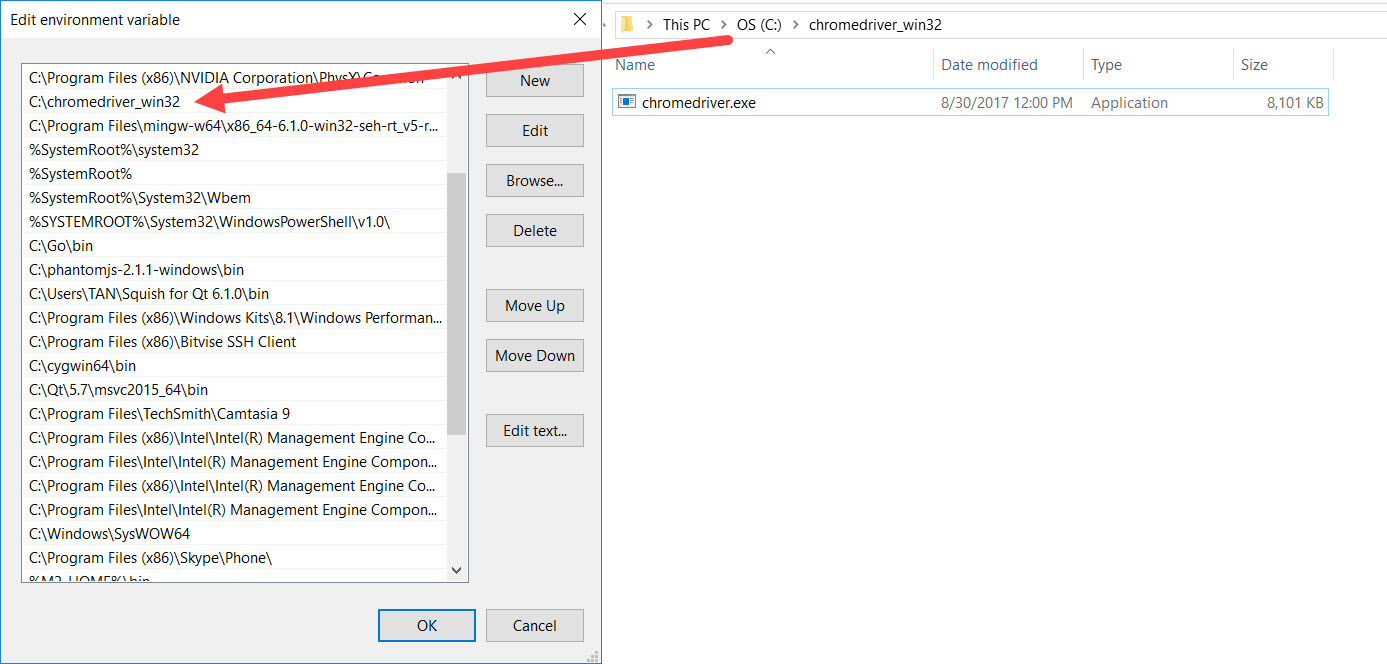 Edit environment variable
C:\Program Files (x86)\NVIDIA Corporation\PhysX\Common
C:\chromedriver_win32
C:\Program Files\mingw-w64\x86_64-6.1.0-win32-seh-rt_v5-r...
%SystemRoot%\system32
%SystemRoot%
%SystemRoot%\System32\Wbem
%SYSTEMROOT%\System32\WindowsPowerShell\v1.0\
C:\Go\bin
C:\phantomjs-2.1.1-windows\bin
C:\Users\TAN\Squish for Qt 6.1.0\bin
C:\Program Files (x86)\Windows Kits\8.1\Windows Performan...
C:\Program Files (x86)\Bitvise SSH Client
C:\cygwin64\bin
C:\Qt\5.7\msvc2015_64\bin
C:\Program Files\TechSmith\Camtasia 9
C:\Program Files (x86)\Intel\Intel(R) Management Engine Co...
C:\Program Files\Intel\Intel(R) Management Engine Compon...
C:\Program Files (x86)\Intel\Intel(R) Management Engine Co...
C:\Program Files\Intel\Intel(R) Management Engine Compon...
C:\Windows\SysWOW64
C:\Program Files (x86)\Skype\Phone\
%M2_HOME%\bin
New
Edit
Browse...
Delete
Move Up
Move Down
Edit text...
OK
Cancel
This PC > OS (C:) > chromedriver_win32
Name Date modified Type Size
chromedriver.exe 8/30/2017 12:00 PM Application 8,101 KB